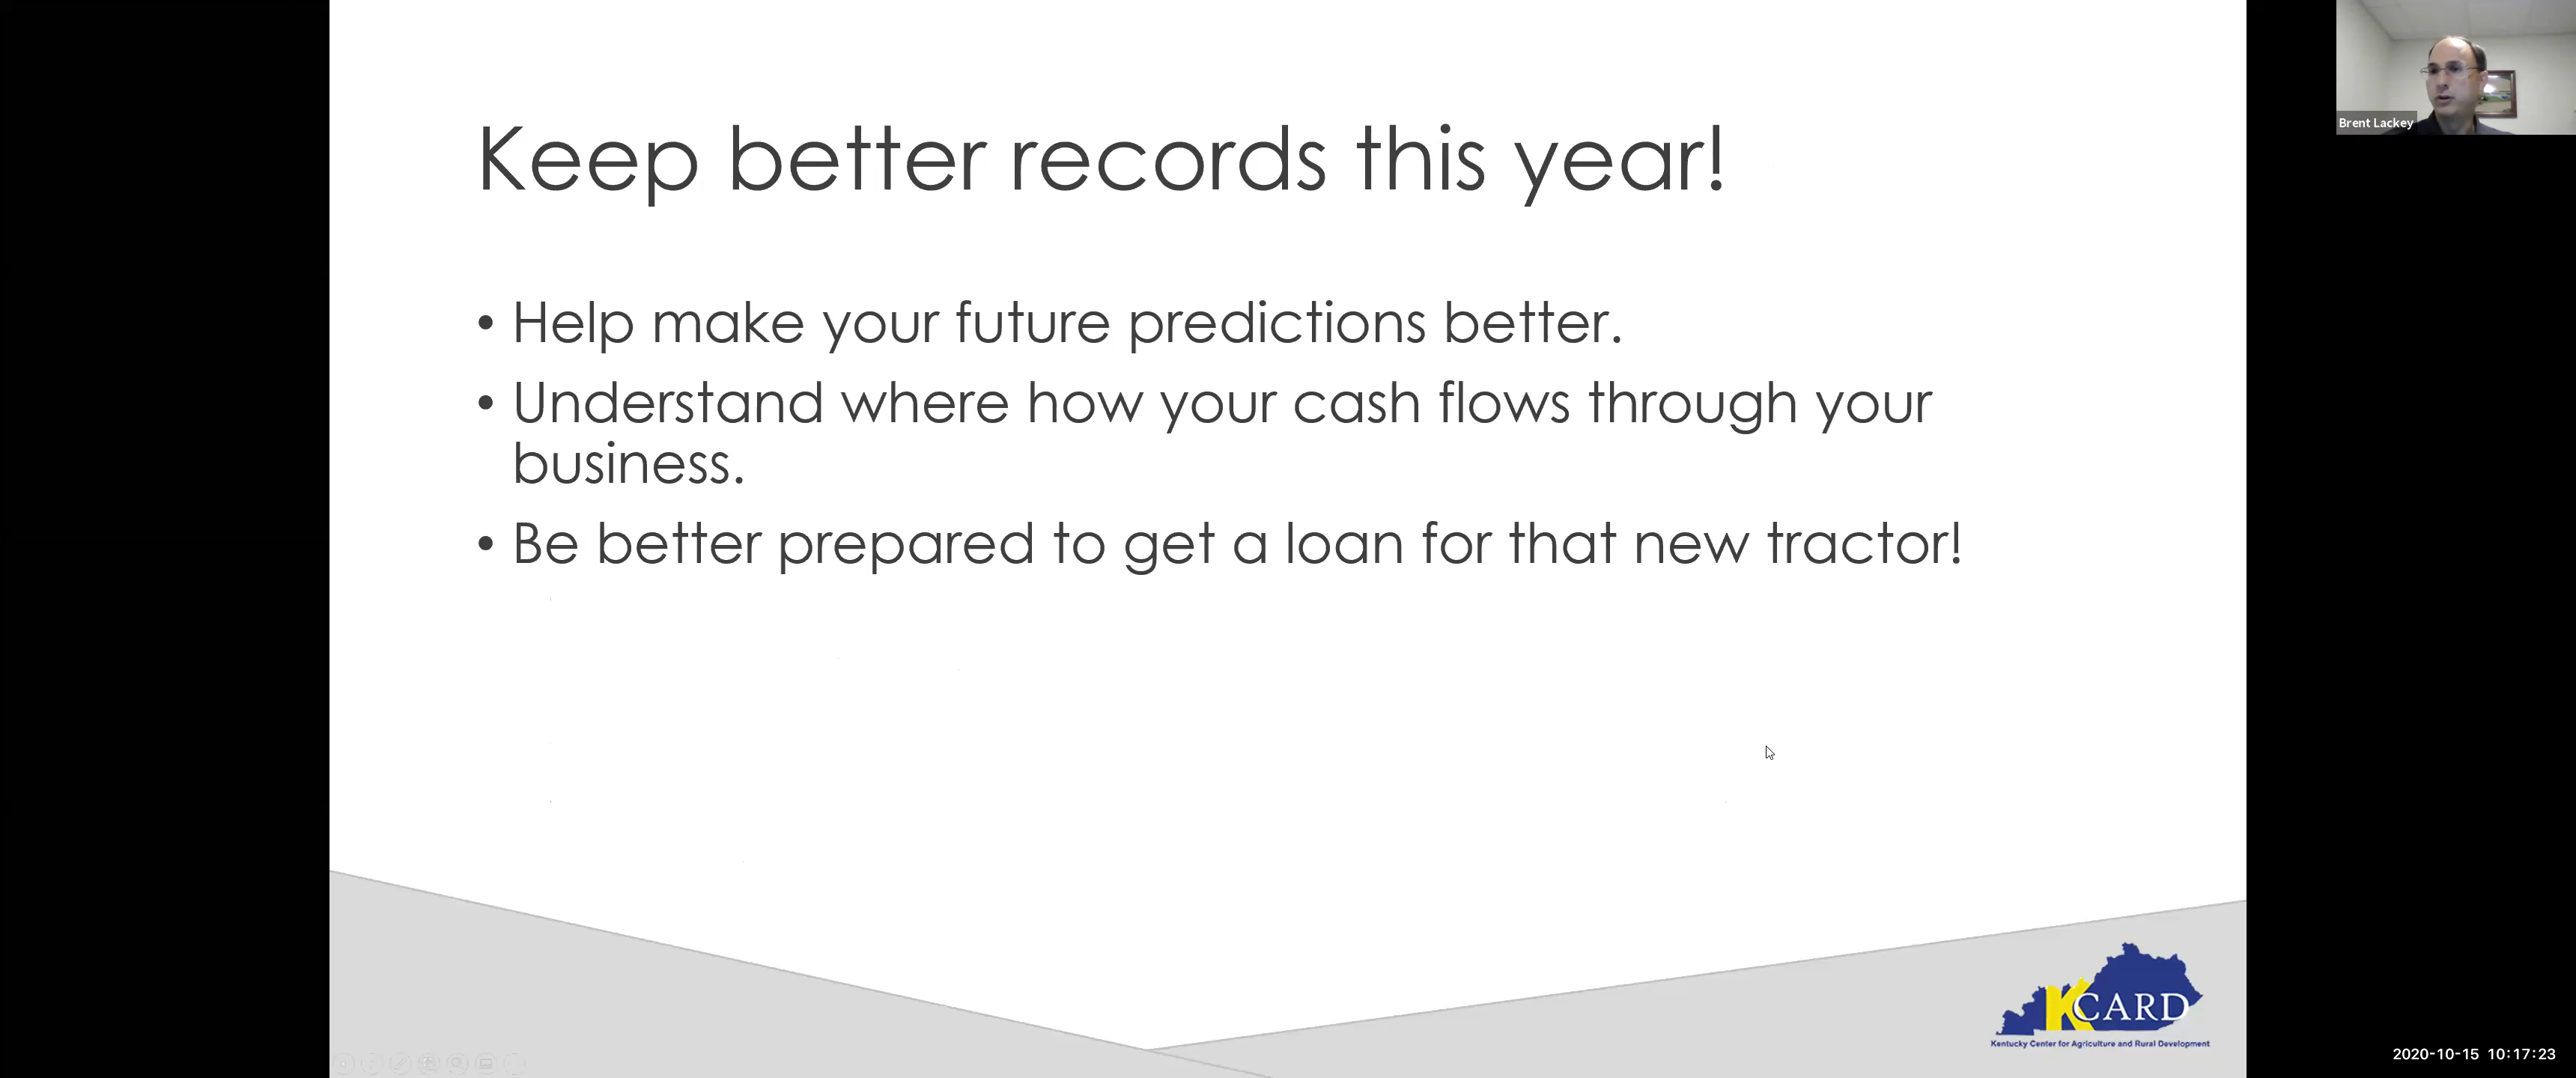 Keep better records this year!
• Help make your future predictions better.
• Understand where how your cash flows through your
business.
• Be better prepared to get a loan for that new tractor!
Brent Lackey
KCARD
Kentucky Center for Agriculture and Rural Development
2020-10-15 10:17:23